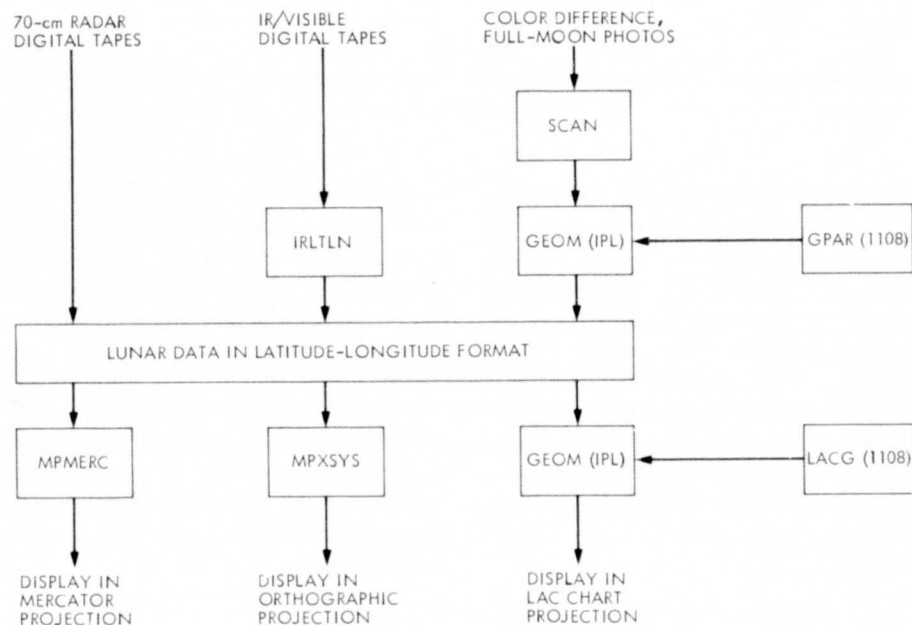 70-cm RADAR
DIGITAL TAPES
IR/VISIBLE
DIGITAL TAPES
COLOR DIFFERENCE,
FULL-MOON PHOTOS
SCAN
IRLTLN
GEOM (IPL)
GPAR (1108)
LUNAR DATA IN LATITUDE-LONGITUDE FORMAT
MPMERC
MPXSYS
GEOM (IPL)
LACG (1108)
DISPLAY IN
MERCATOR
PROJECTION
DISPLAY IN
ORTHOGRAPHIC
PROJECTION
DISPLAY IN
LAC CHART
PROJECTION